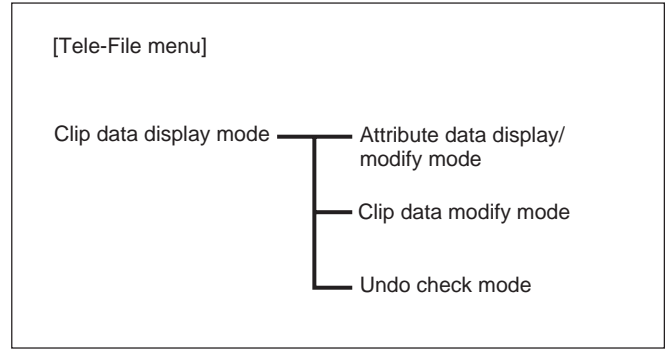 [Tele-File menu]
Clip data display mode
Attribute data display/
modify mode
Clip data modify mode
Undo check mode